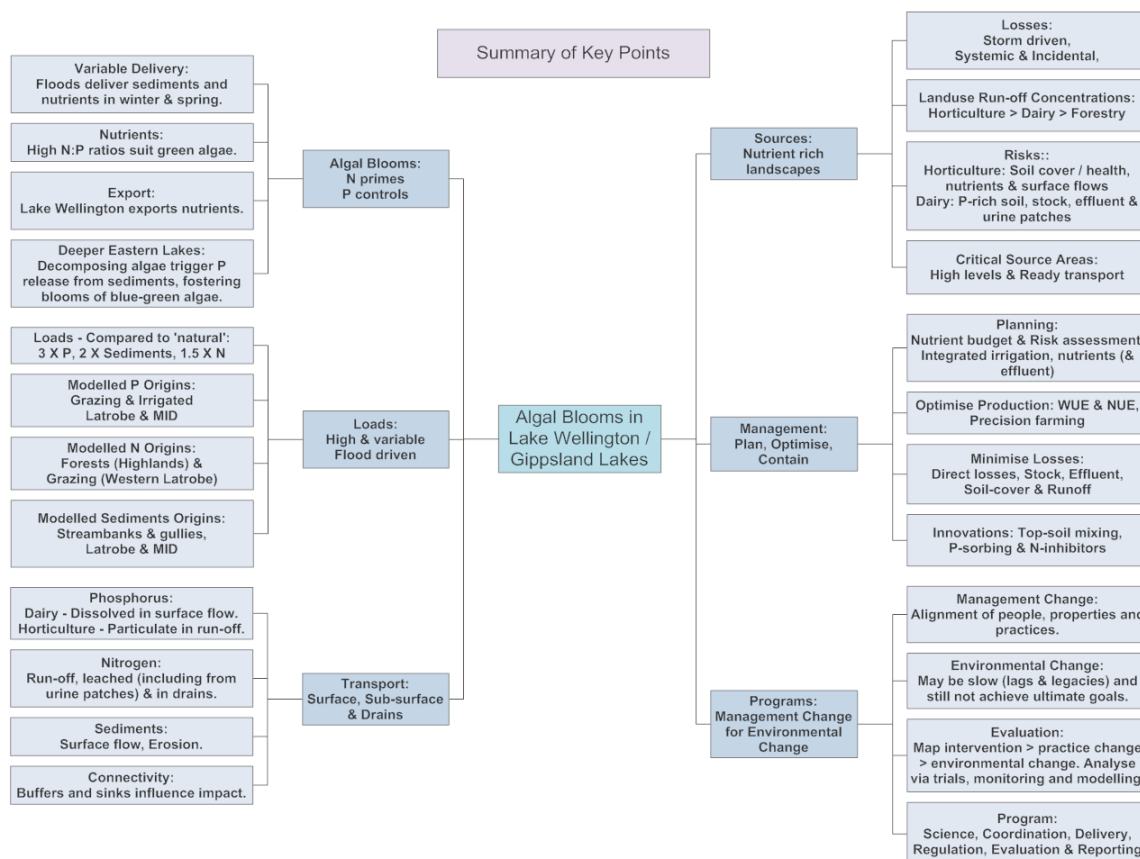 Summary of Key Points
Variable Delivery:
Floods deliver sediments and
nutrients in winter & spring.
Nutrients:
High N:P ratios suit green algae.
Export:
Lake Wellington exports nutrients.
Deeper Eastern Lakes:
Decomposing algae trigger P
release from sediments, fostering
blooms of blue-green algae.
Algal Blooms:
N primes
P controls
Loads - Compared to 'natural':
3 X P, 2 X Sediments, 1.5 X N
Modelled P Origins:
Grazing & Irrigated
Latrobe & MID
Modelled N Origins:
Forests (Highlands) &
Grazing (Western Latrobe)
Modelled Sediments Origins:
Streambanks & gullies,
Latrobe & MID
Loads:
High & variable
Flood driven
Phosphorus:
Dairy - Dissolved in surface flow.
Horticulture - Particulate in run-off.
Nitrogen:
Run-off, leached (including from
urine patches) & in drains.
Sediments:
Surface flow, Erosion.
Connectivity:
Buffers and sinks influence impact.
Transport:
Surface, Sub-surface
& Drains
Algal Blooms in
Lake Wellington /
Gippsland Lakes
Sources:
Nutrient rich
landscapes
Losses:
Storm driven,
Systemic & Incidental,
Landuse Run-off Concentrations:
Horticulture > Dairy > Forestry
Risks::
Horticulture: Soil cover / health,
nutrients & surface flows
Dairy: P-rich soil, stock, effluent &
urine patches
Critical Source Areas:
High levels & Ready transport
Management:
Plan, Optimise,
Contain
Planning:
Nutrient budget & Risk assessment
Integrated irrigation, nutrients (&
effluent)
Optimise Production: WUE & NUE,
Precision farming
Minimise Losses:
Direct losses, Stock, Effluent,
Soil-cover & Runoff
Innovations: Top-soil mixing,
P-sorbing & N-inhibitors
Programs:
Management Change
for Environmental
Change
Management Change:
Alignment of people, properties and
practices.
Environmental Change:
May be slow (lags & legacies) and
still not achieve ultimate goals.
Evaluation:
Map intervention > practice change
> environmental change. Analyse
via trials, monitoring and modelling
Program:
Science, Coordination, Delivery,
Regulation, Evaluation & Reporting